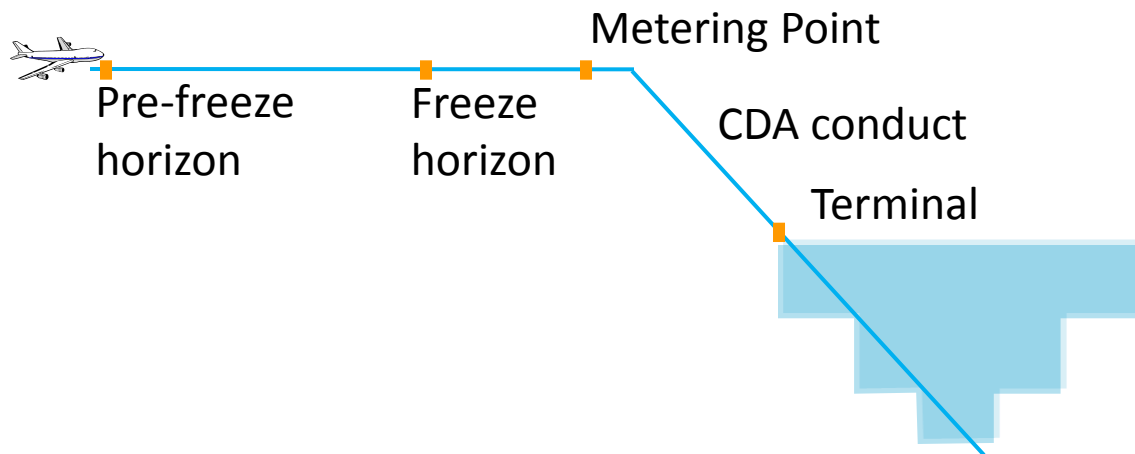 Metering Point
Pre-freeze
horizon
Freeze
horizon
CDA conduct
Terminal